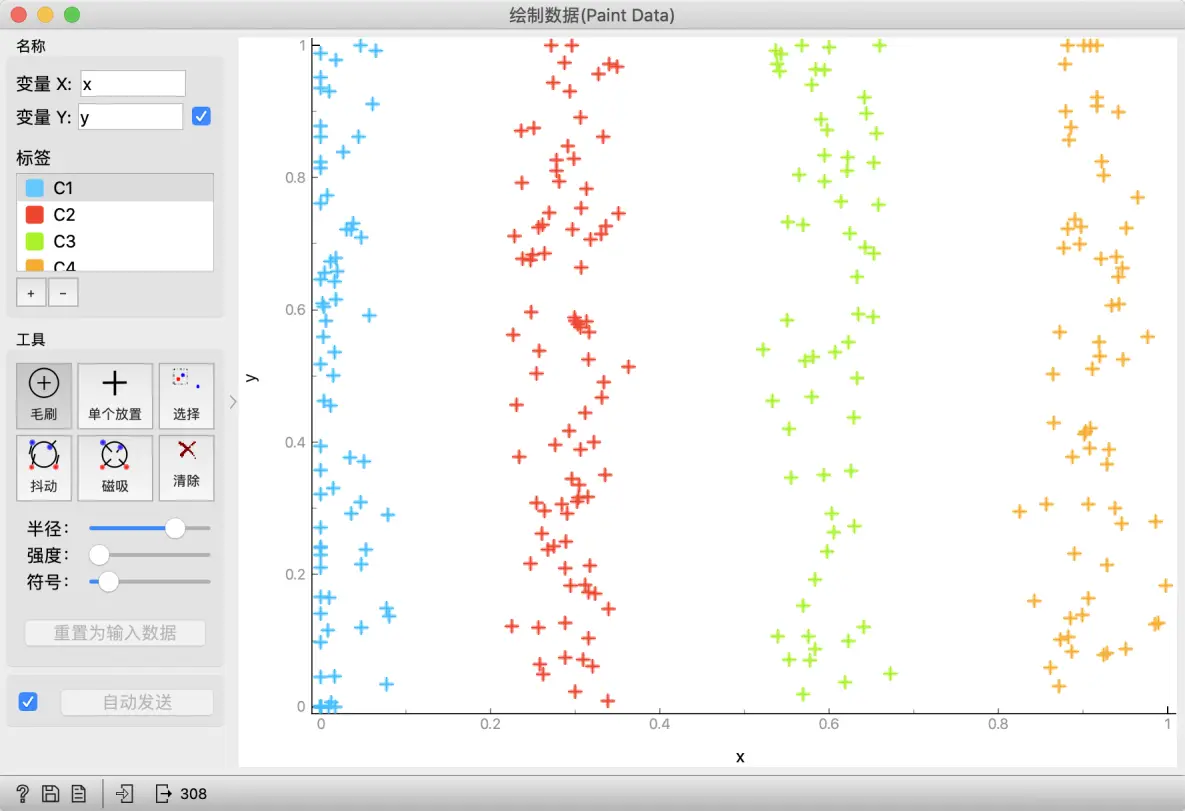 绘制数据(Paint Data)
名称
变量 X: x
变量 Y: y
标签
C1
C2
C3
C4
+ -
工具
毛刷 单个放置 选择
抖动 磁吸 清除
半径:
强度:
符号:
重置为输入数据
自动发送
? 308
1
0.8
0.6
0.4
0.2
0
y
0 0.2 0.4 0.6 0.8 1
x